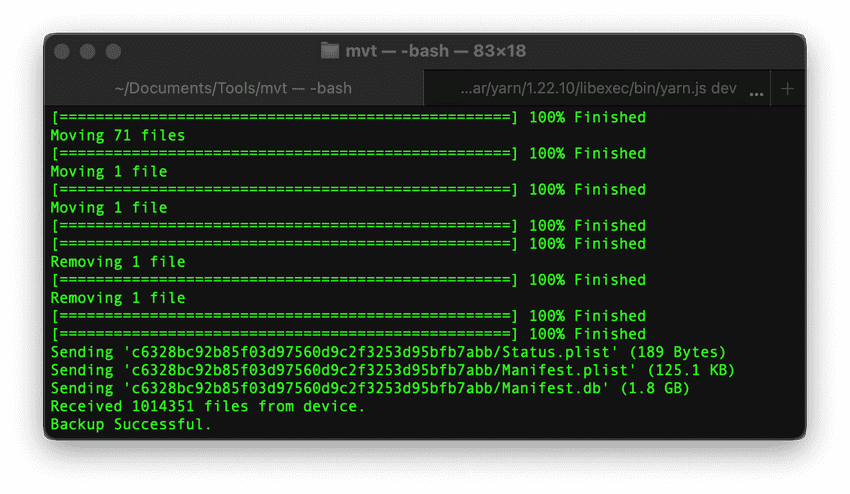 mvt — -bash — 83×18
~/Documents/Tools/mvt — -bash
...ar/yarn/1.22.10/libexec/bin/yarn.js dev ... +
[==================================================] 100% Finished
Moving 71 files
[==================================================] 100% Finished
Moving 1 file
[==================================================] 100% Finished
Moving 1 file
[==================================================] 100% Finished
[==================================================] 100% Finished
Removing 1 file
[==================================================] 100% Finished
Removing 1 file
[==================================================] 100% Finished
[==================================================] 100% Finished
Sending 'c6328bc92b85f03d97560d9c2f3253d95bfb7abb/Status.plist' (189 Bytes)
Sending 'c6328bc92b85f03d97560d9c2f3253d95bfb7abb/Manifest.plist' (125.1 KB)
Sending 'c6328bc92b85f03d97560d9c2f3253d95bfb7abb/Manifest.db' (1.8 GB)
Received 1014351 files from device.
Backup Successful.